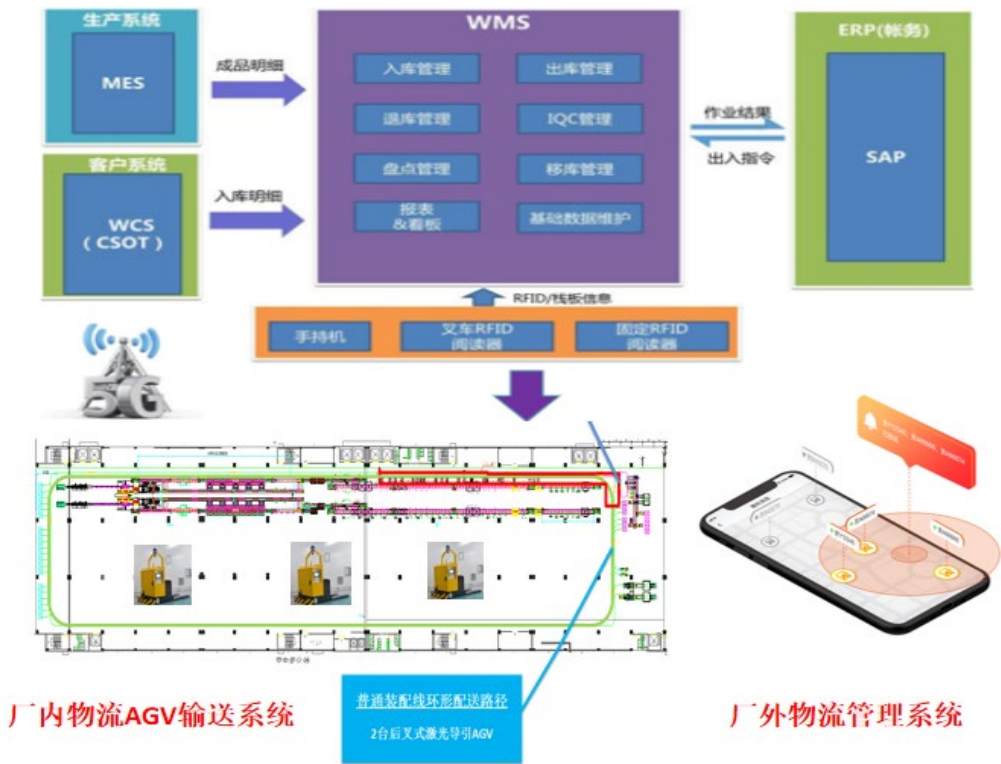 生产系统
MES
成品明细
客户系统
WCS
(CSOT)
入库明细
WMS
入库管理
出库管理
退库管理
IQC管理
盘点管理
移库管理
报表
&看板
基础数据维护
作业结果
出入指令
ERP(帐务)
SAP
RFID/栈板信息
手持机
叉车RFID
阅读器
固定RFID
阅读器
5G
普通装配线环形配送路径
2台后叉式激光导引AGV
厂内物流AGV输送系统
厂外物流管理系统